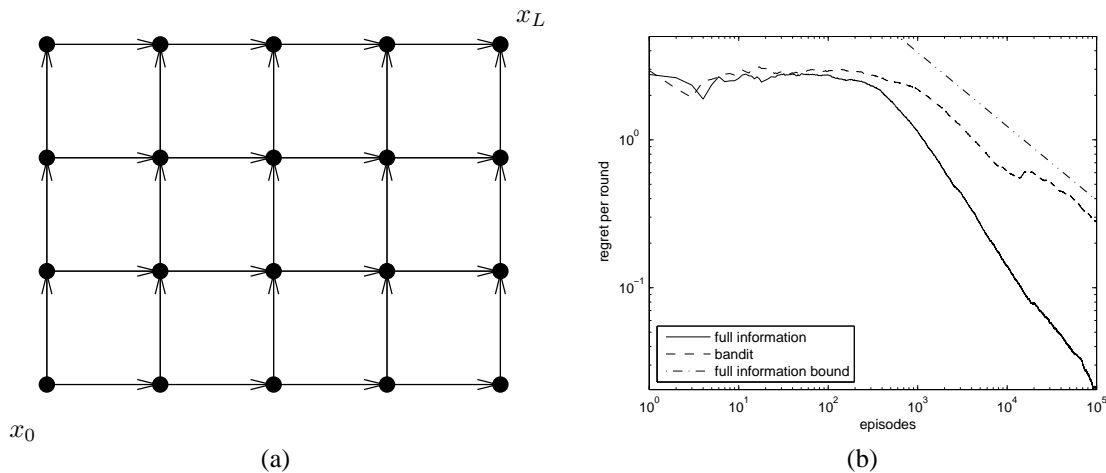 x_L
x_0
(a)
10^0
10^{-1}
regret per round
full information
bandit
full information bound
10^0 10^1 10^2 10^3 10^4 10^5
episodes
(b)